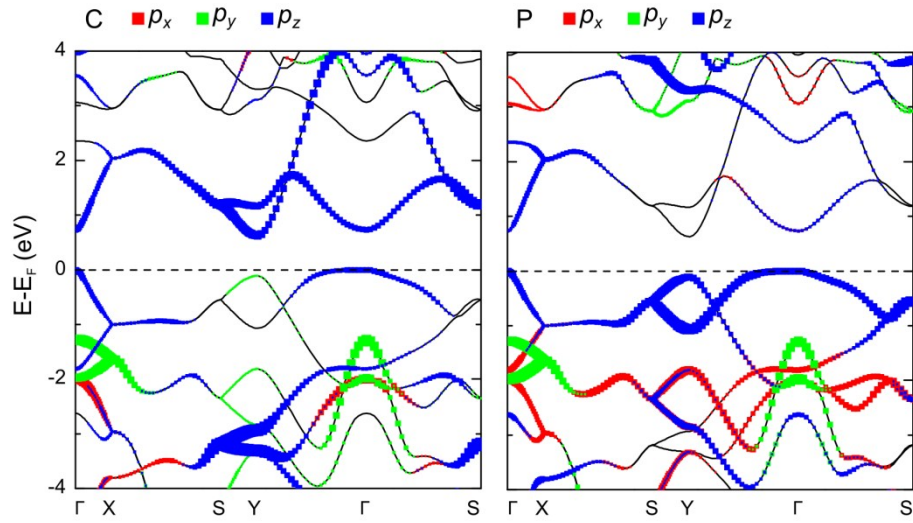 C p_x p_y p_z
P p_x p_y p_z
E-E_F (eV)
4
2
0
-2
-4
Γ X S Y Γ S
Γ X S Y Γ S